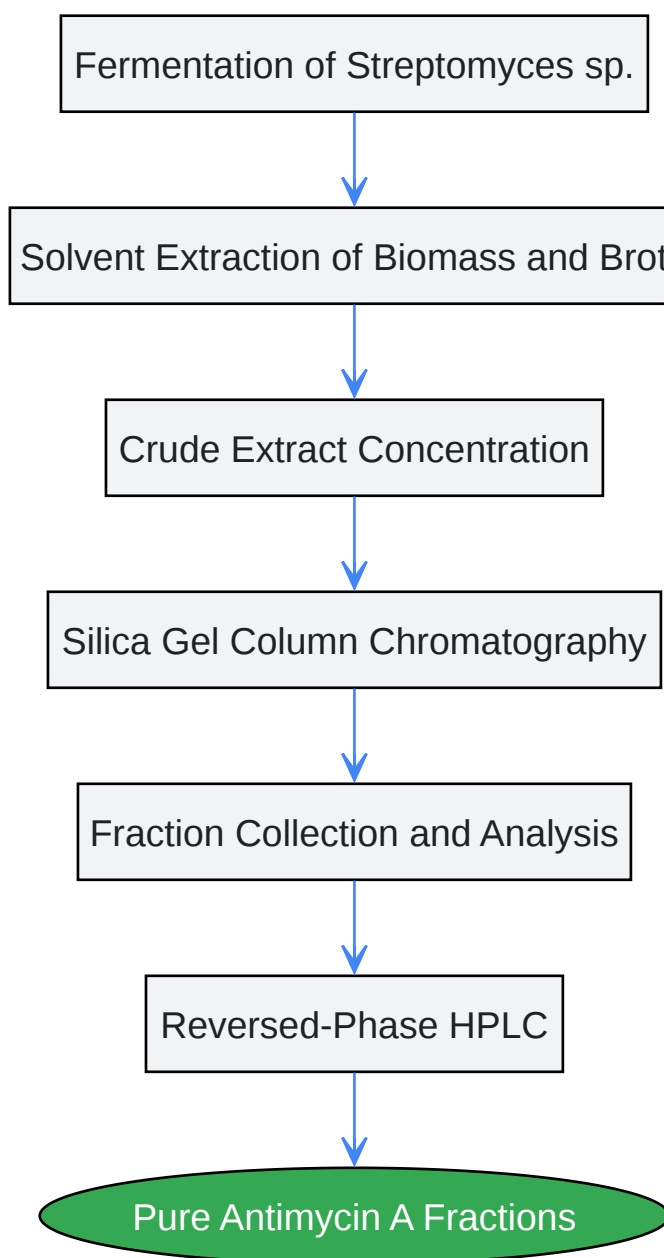 Fermentation of Streptomyces sp.
Solvent Extraction of Biomass and Brot
Crude Extract Concentration
Silica Gel Column Chromatography
Fraction Collection and Analysis
Reversed-Phase HPLC
Pure Antimycin A Fractions